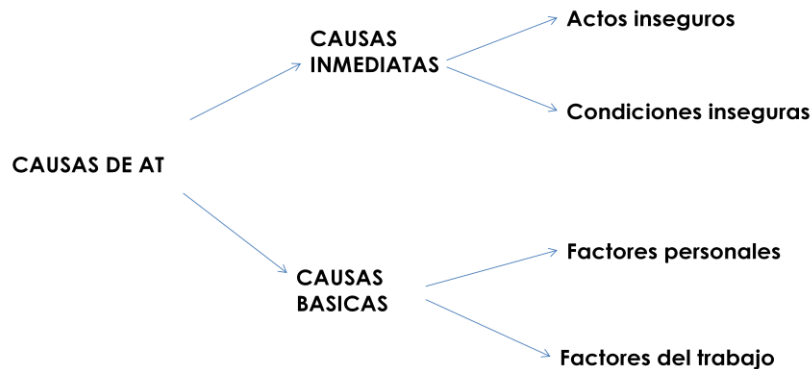 CAUSAS DE AT
CAUSAS
INMEDIATAS
Actos inseguros
Condiciones inseguras
CAUSAS
BASICAS
Factores personales
Factores del trabajo